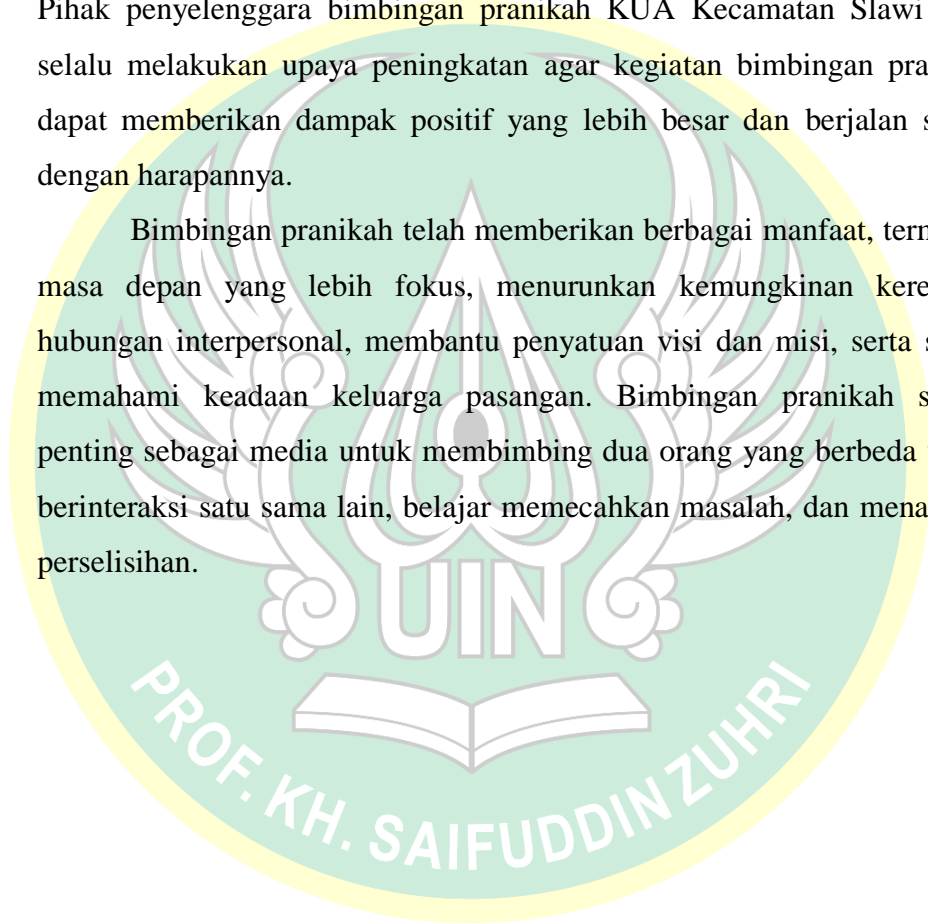 Pihak penyelenggara bimbingan pranikah KUA Kecamatan Slawi
selalu melakukan upaya peningkatan agar kegiatan bimbingan pra
dapat memberikan dampak positif yang lebih besar dan berjalan s
dengan harapannya.
Bimbingan pranikah telah memberikan berbagai manfaat,
masa depan yang lebih fokus, menurunkan kemungkinan kere
hubungan interpersonal, membantu penyatuan visi dan misi, serta s
memahami keadaan keluarga pasangan. Bimbingan pranikah s
penting sebagai media untuk membimbing dua orang yang berbeda
berinteraksi satu sama lain, belajar memecahkan masalah, dan mena
perselisihan.
UIN
PROF. KH. SAIFUDDIN ZUHRI